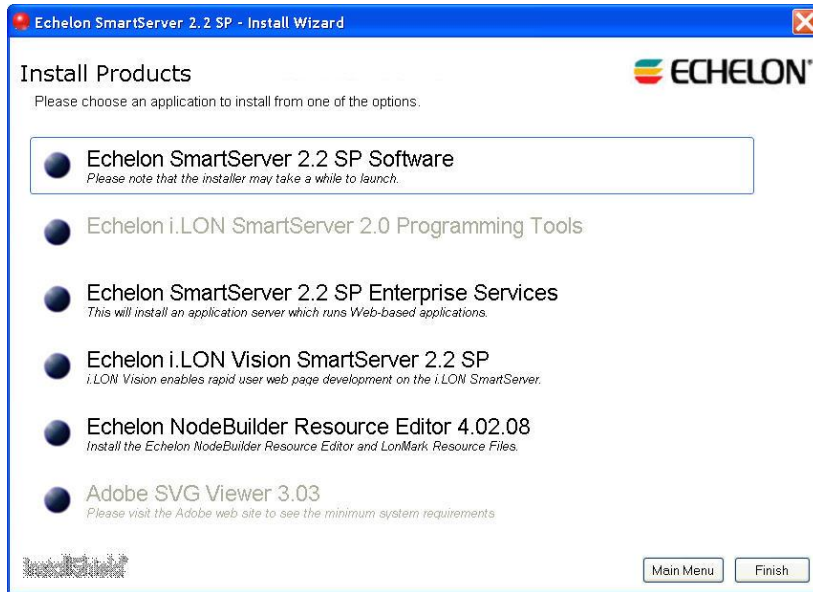 Echelon SmartServer 2.2 SP - Install Wizard
Install Products
ECHELON®
Please choose an application to install from one of the options.
Echelon SmartServer 2.2 SP Software
Please note that the installer may take a while to launch.
Echelon i.LON SmartServer 2.0 Programming Tools
Echelon SmartServer 2.2 SP Enterprise Services
This will install an application server which runs Web-based applications.
Echelon i.LON Vision SmartServer 2.2 SP
i.LON Vision enables rapid user web page development on the i.LON SmartServer.
Echelon NodeBuilder Resource Editor 4.02.08
Install the Echelon NodeBuilder Resource Editor and LonMark Resource Files.
Adobe SVG Viewer 3.03
Please visit the Adobe web site to see the minimum system requirements
InstallShield®
Main Menu
Finish